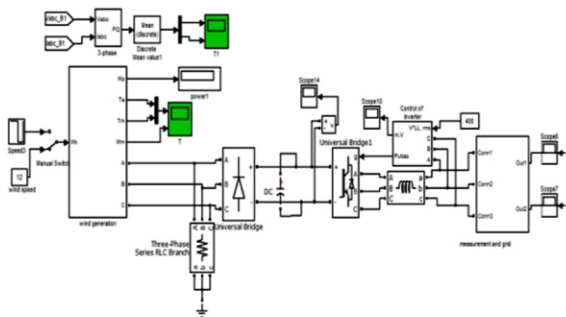 Vabc_B1
Iabc_B1
Vabc
Iabc
PQ
3-phase
Mean
(discrete)
Discrete
Mean value1
T1
Speed3
Manual Switch
12
wind speed
Te
Tm
Wm
A
B
C
wind generation
power1
T
Three-Phase
Series RLC Branch
A B C
a b c
A
B
C
+
-
Universal Bridge
DC
Scope14
+
-
v
Universal Bridge1
g
A
B
C
+
-
Scope10
Control of
Inverter
m,V
Pulses
V*LL rms
C
B
A
400
A
B
C
a
b
c
Conn1
Conn2
Conn3
Out1
Out2
measurement and grid
Scope8
Scope7